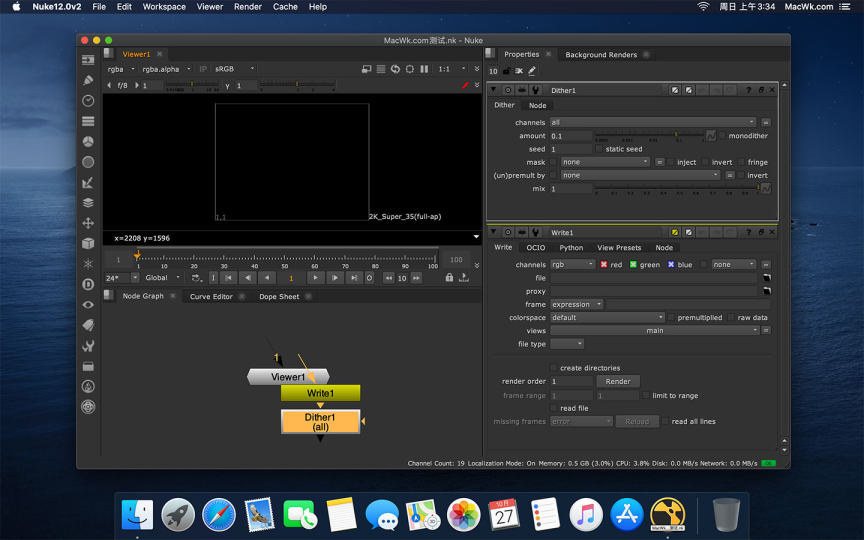 Nuke12.0v2 File Edit Workspace Viewer Render Cache Help 周日 上午3:34 MacWk.com
MacWk.com测试.nk - Nuke
Viewer1
rgba rgba.alpha IP sRGB 1:1
f/8 1 y 1
1,1
2K_Super_35(full-ap)
x=2208 y=1596
1 1 10 20 30 40 50 60 70 80 90 100 100
24* Global 1 10
Node Graph Curve Editor Dope Sheet
1
Viewer1
Write1
Dither1
(all)
Properties Background Renders
10
Dither1
Dither Node
channels all
amount 0.1 monodither
seed 1 static seed
mask none = inject invert fringe
(un)premult by none = invert
mix 1
Write1
Write OCIO Python View Presets Node
channels rgb red green blue none =
file
proxy
frame expression
colorspace default premultiplied raw data
views main =
file type
create directories
render order 1 Render
frame range 1 1 limit to range
read file
missing frames error Reload read all lines
Channel Count: 19 Localization Mode: On Memory: 0.5 GB (3.0%) CPU: 3.8% Disk: 0.0 MB/s Network: 0.0 MB/s
10月
27